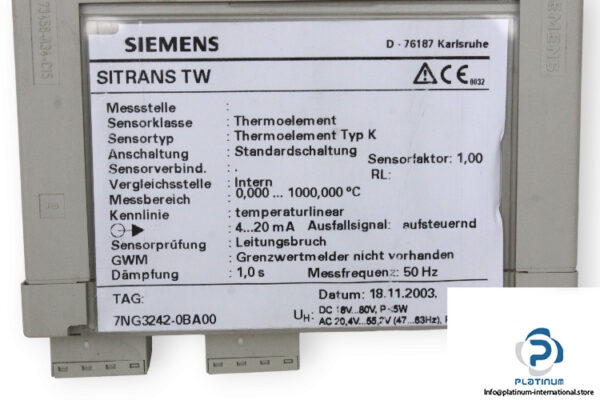 SIEMENS
D - 76187 Karlsruhe
SITRANS TW
CE 0032
Messstelle :
Sensorklasse : Thermoelement
Sensortyp : Thermoelement Typ K
Anschaltung : Standardschaltung
Sensorfaktor: 1,00
Sensorverbind. : .
RL:
Vergleichsstelle : Intern
Messbereich : 0,000 ... 1000,000 °C
Kennlinie : temperaturlinear
: 4...20 mA Ausfallsignal: aufsteuernd
Sensorprüfung : Leitungsbruch
GWM : Grenzwertmelder nicht vorhanden
Dämpfung : 1,0 s Messfrequenz: 50 Hz
TAG: Datum: 18.11.2003,
7NG3242-0BA00 UH: DC 18V...80V, P<5W
AC 20,4V...55,2V (47...63Hz),
SIEMENS
PLATINUM
Info@platinum-international.store